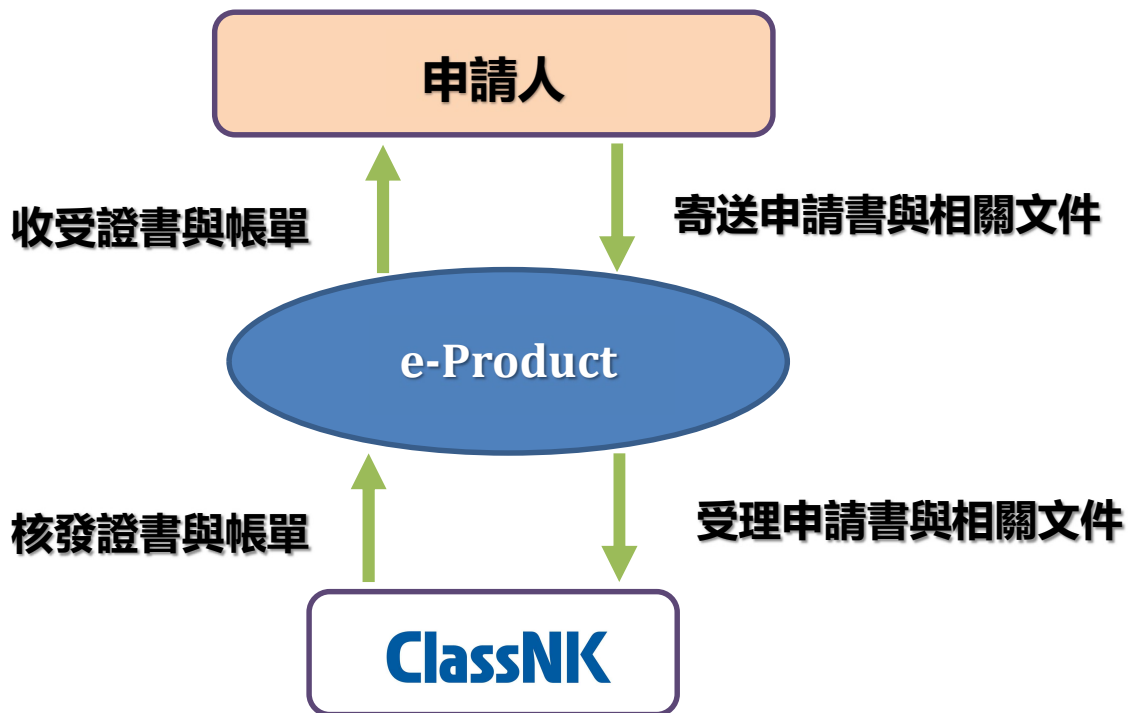 申請人
收受證書與帳單
寄送申請書與相關文件
e-Product
核發證書與帳單
受理申請書與相關文件
ClassNK